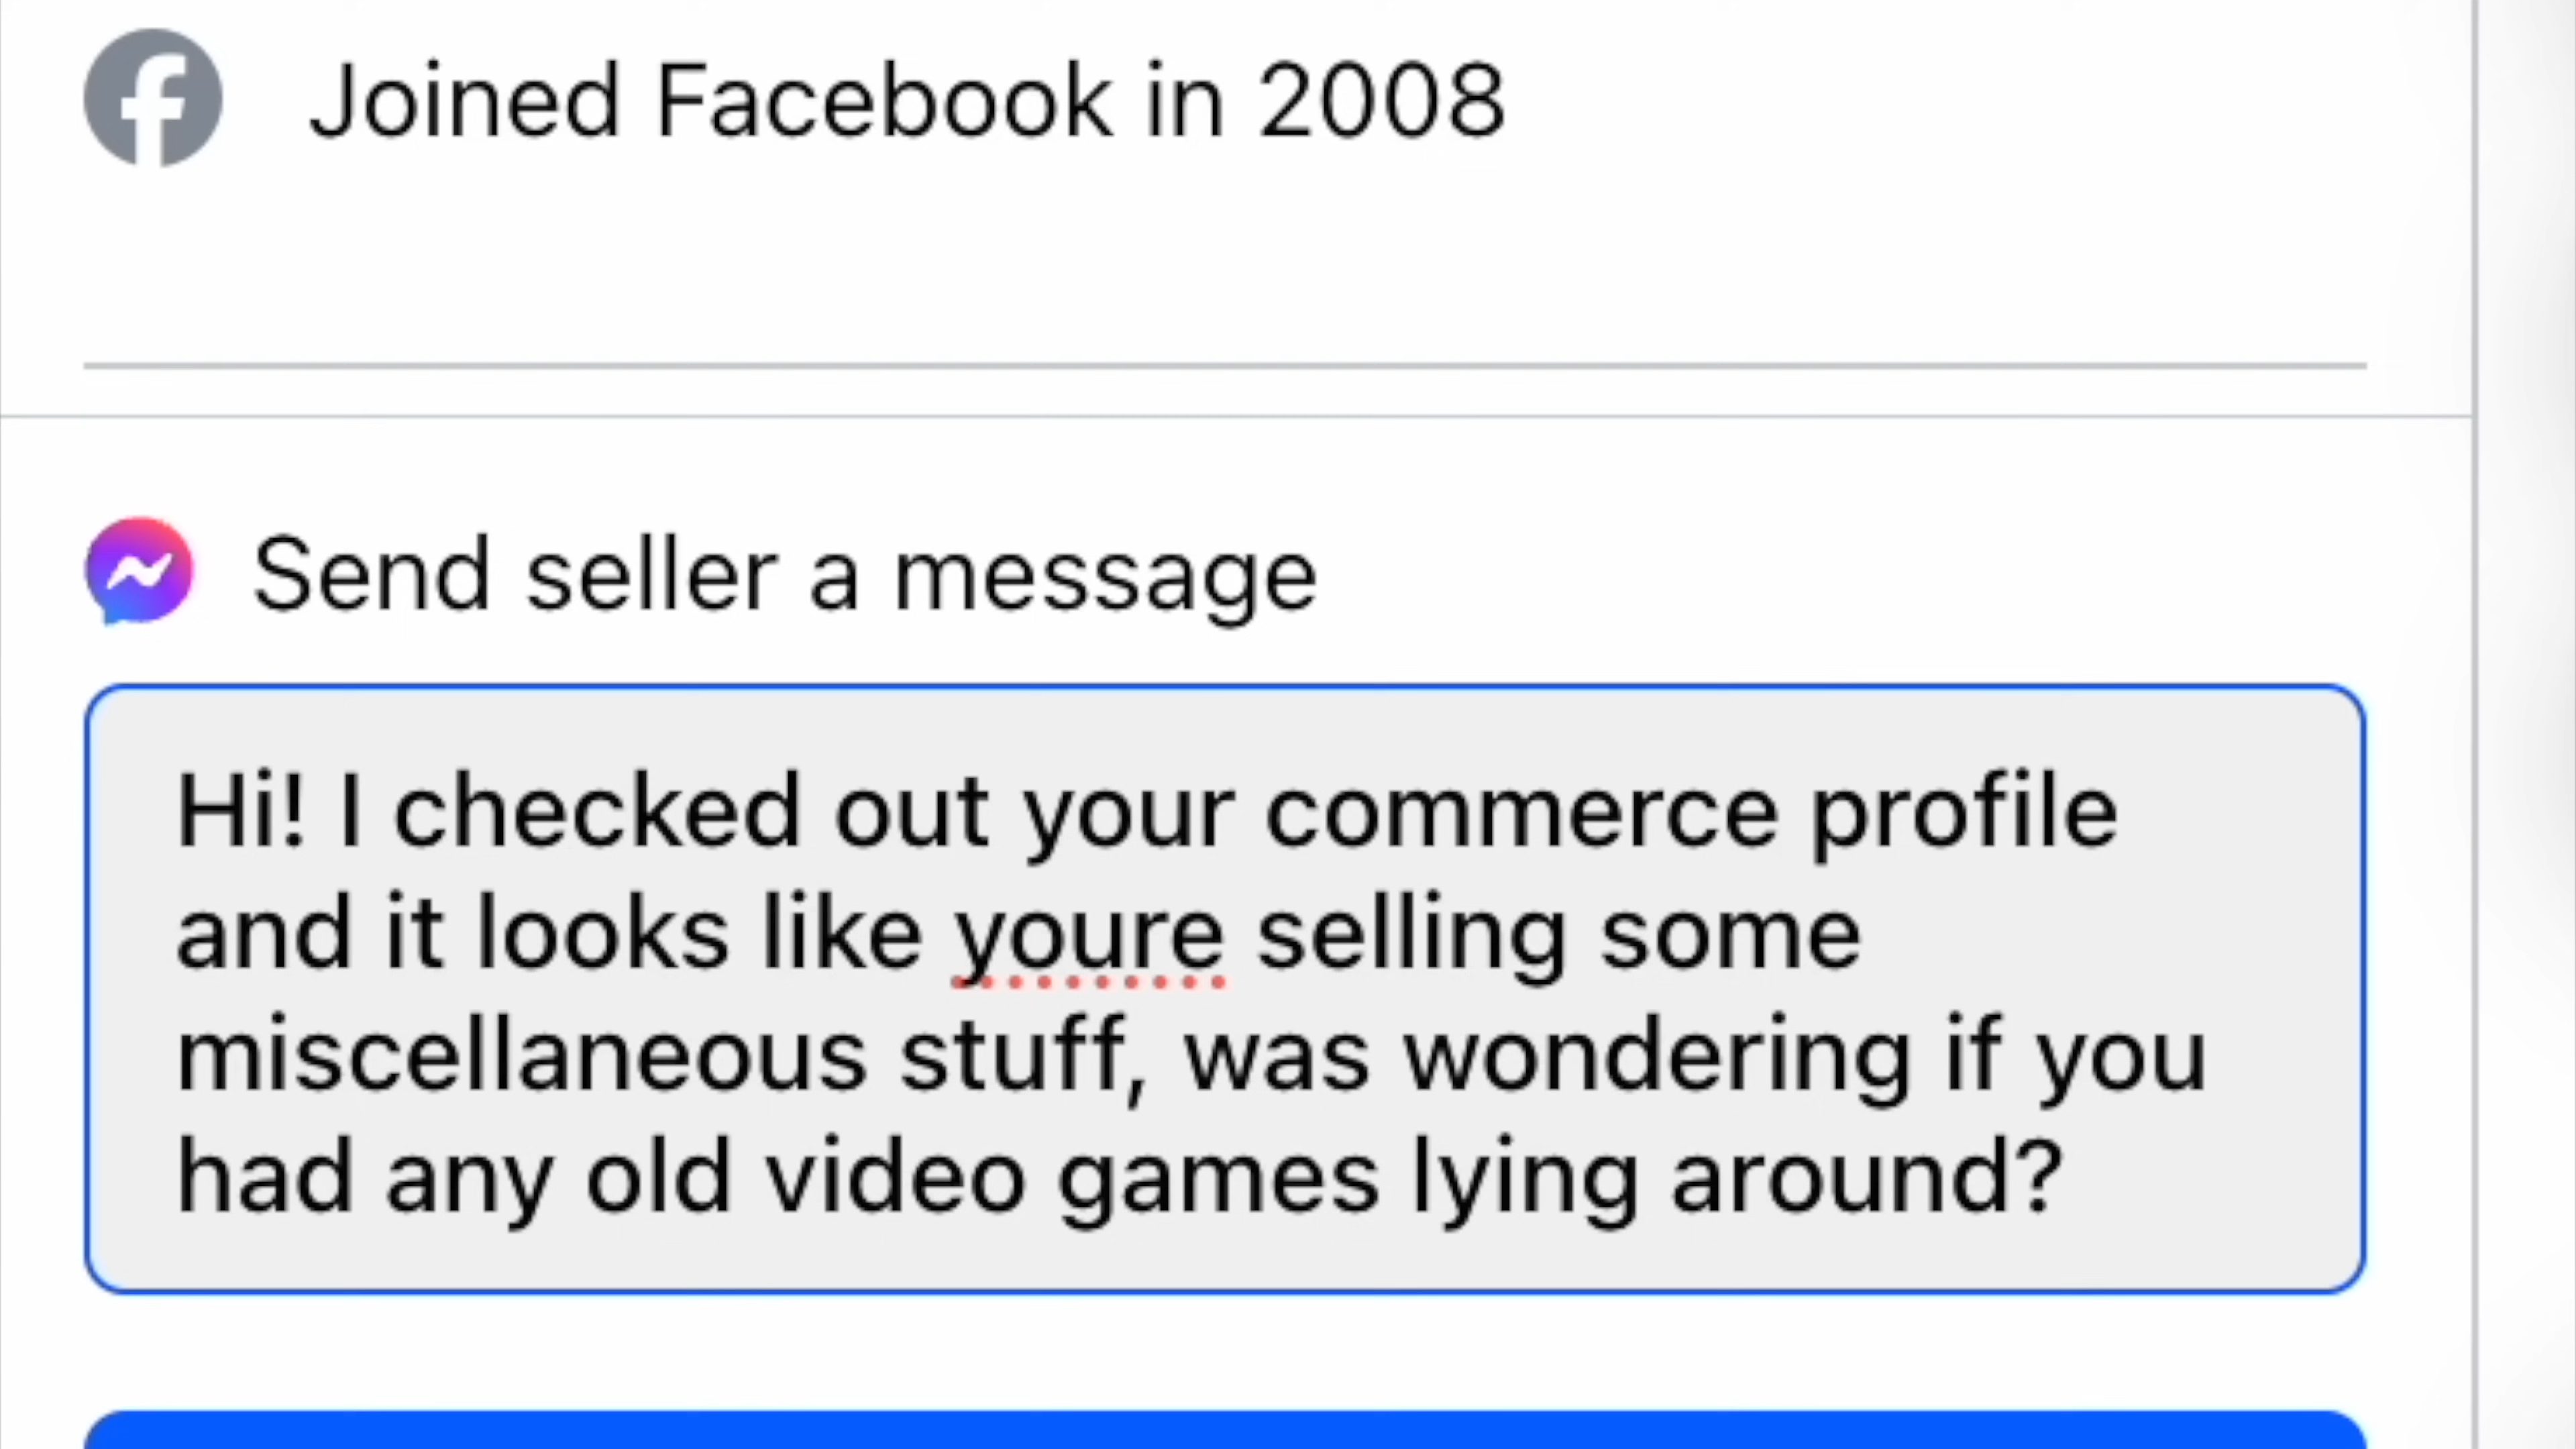 Joined Facebook in 2008
Send seller a message
Hi! I checked out your commerce profile
and it looks like youre selling some
miscellaneous stuff, was wondering if you
had any old video games lying around?